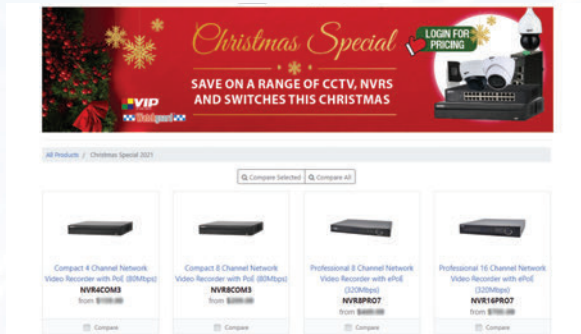 Christmas Special
LOGIN FOR
PRICING
SAVE ON A RANGE OF CCTV, NVRS
AND SWITCHES THIS CHRISTMAS
VIP
Watchguard
All Products / Christmas Special 2021
Compare Selected
Compare All
Compact 4 Channel Network
Video Recorder with PoE (80Mbps)
NVR4COM3
from
Compare
Compact 8 Channel Network
Video Recorder with PoE (80Mbps)
NVR8COM3
from
Compare
Professional 8 Channel Network
Video Recorder with ePoE
(320Mbps)
NVR8PRO7
from
Compare
Professional 16 Channel Network
Video Recorder with ePoE
(320Mbps)
NVR16PRO7
from
Compare